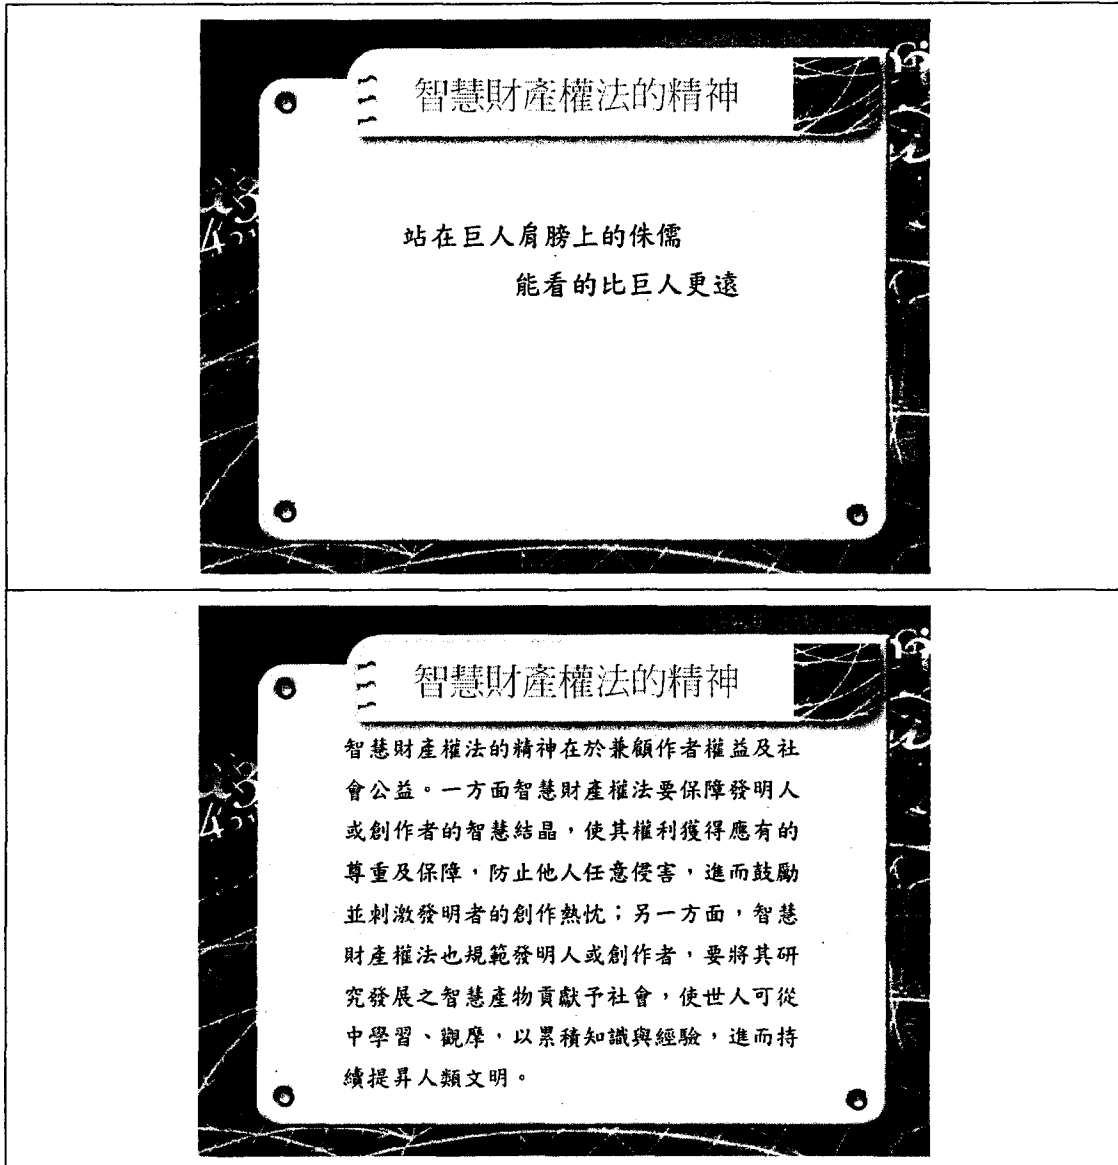 智慧財產權法的精神
站在巨人肩膀上的侏儒
能看的比巨人更遠
智慧財產權法的精神
智慧財產權法的精神在於兼顧作者權益及社
會公益。一方面智慧財產權法要保障發明人
或創作者的智慧結晶，使其權利獲得應有的
尊重及保障，防止他人任意侵害，進而鼓勵
並刺激發明者的創作熱忱；另一方面，智慧
財產權法也規範發明人或創作者，要將其研
究發展之智慧產物貢獻予社會，使世人可從
中學習、觀摩，以累積知識與經驗，進而持
續提昇人類文明。